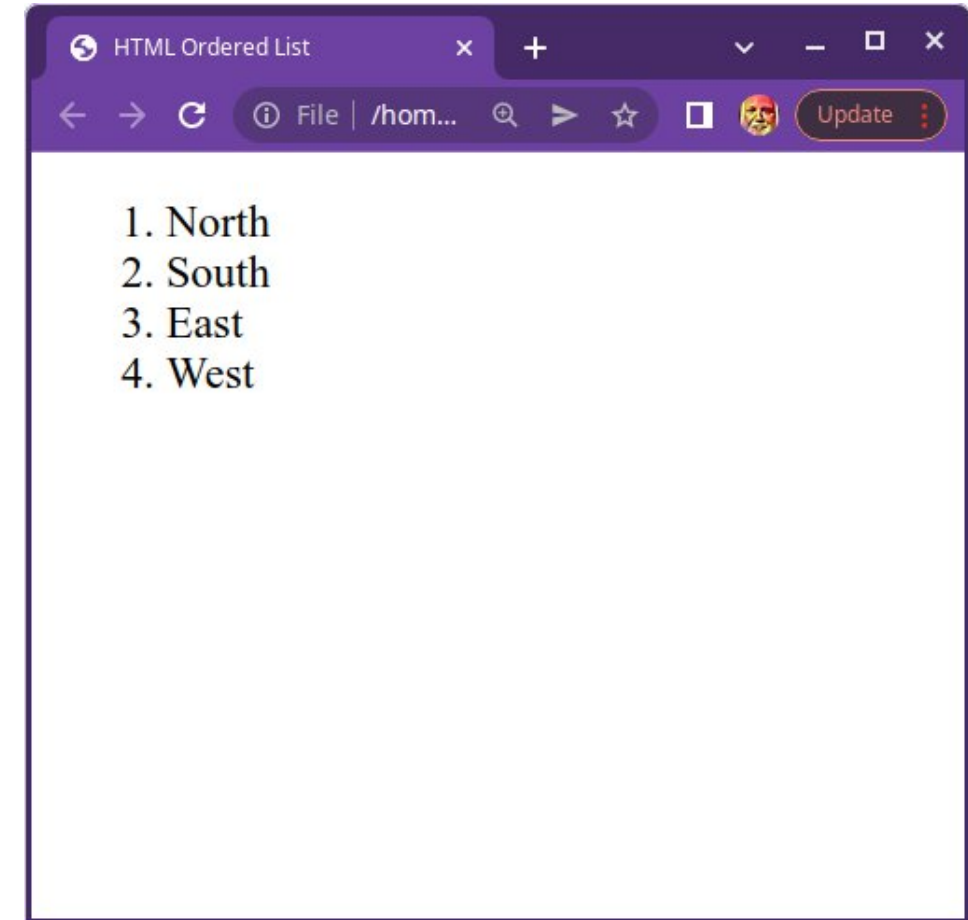 HTML Ordered List
File | /hom... Update
1. North
2. South
3. East
4. West